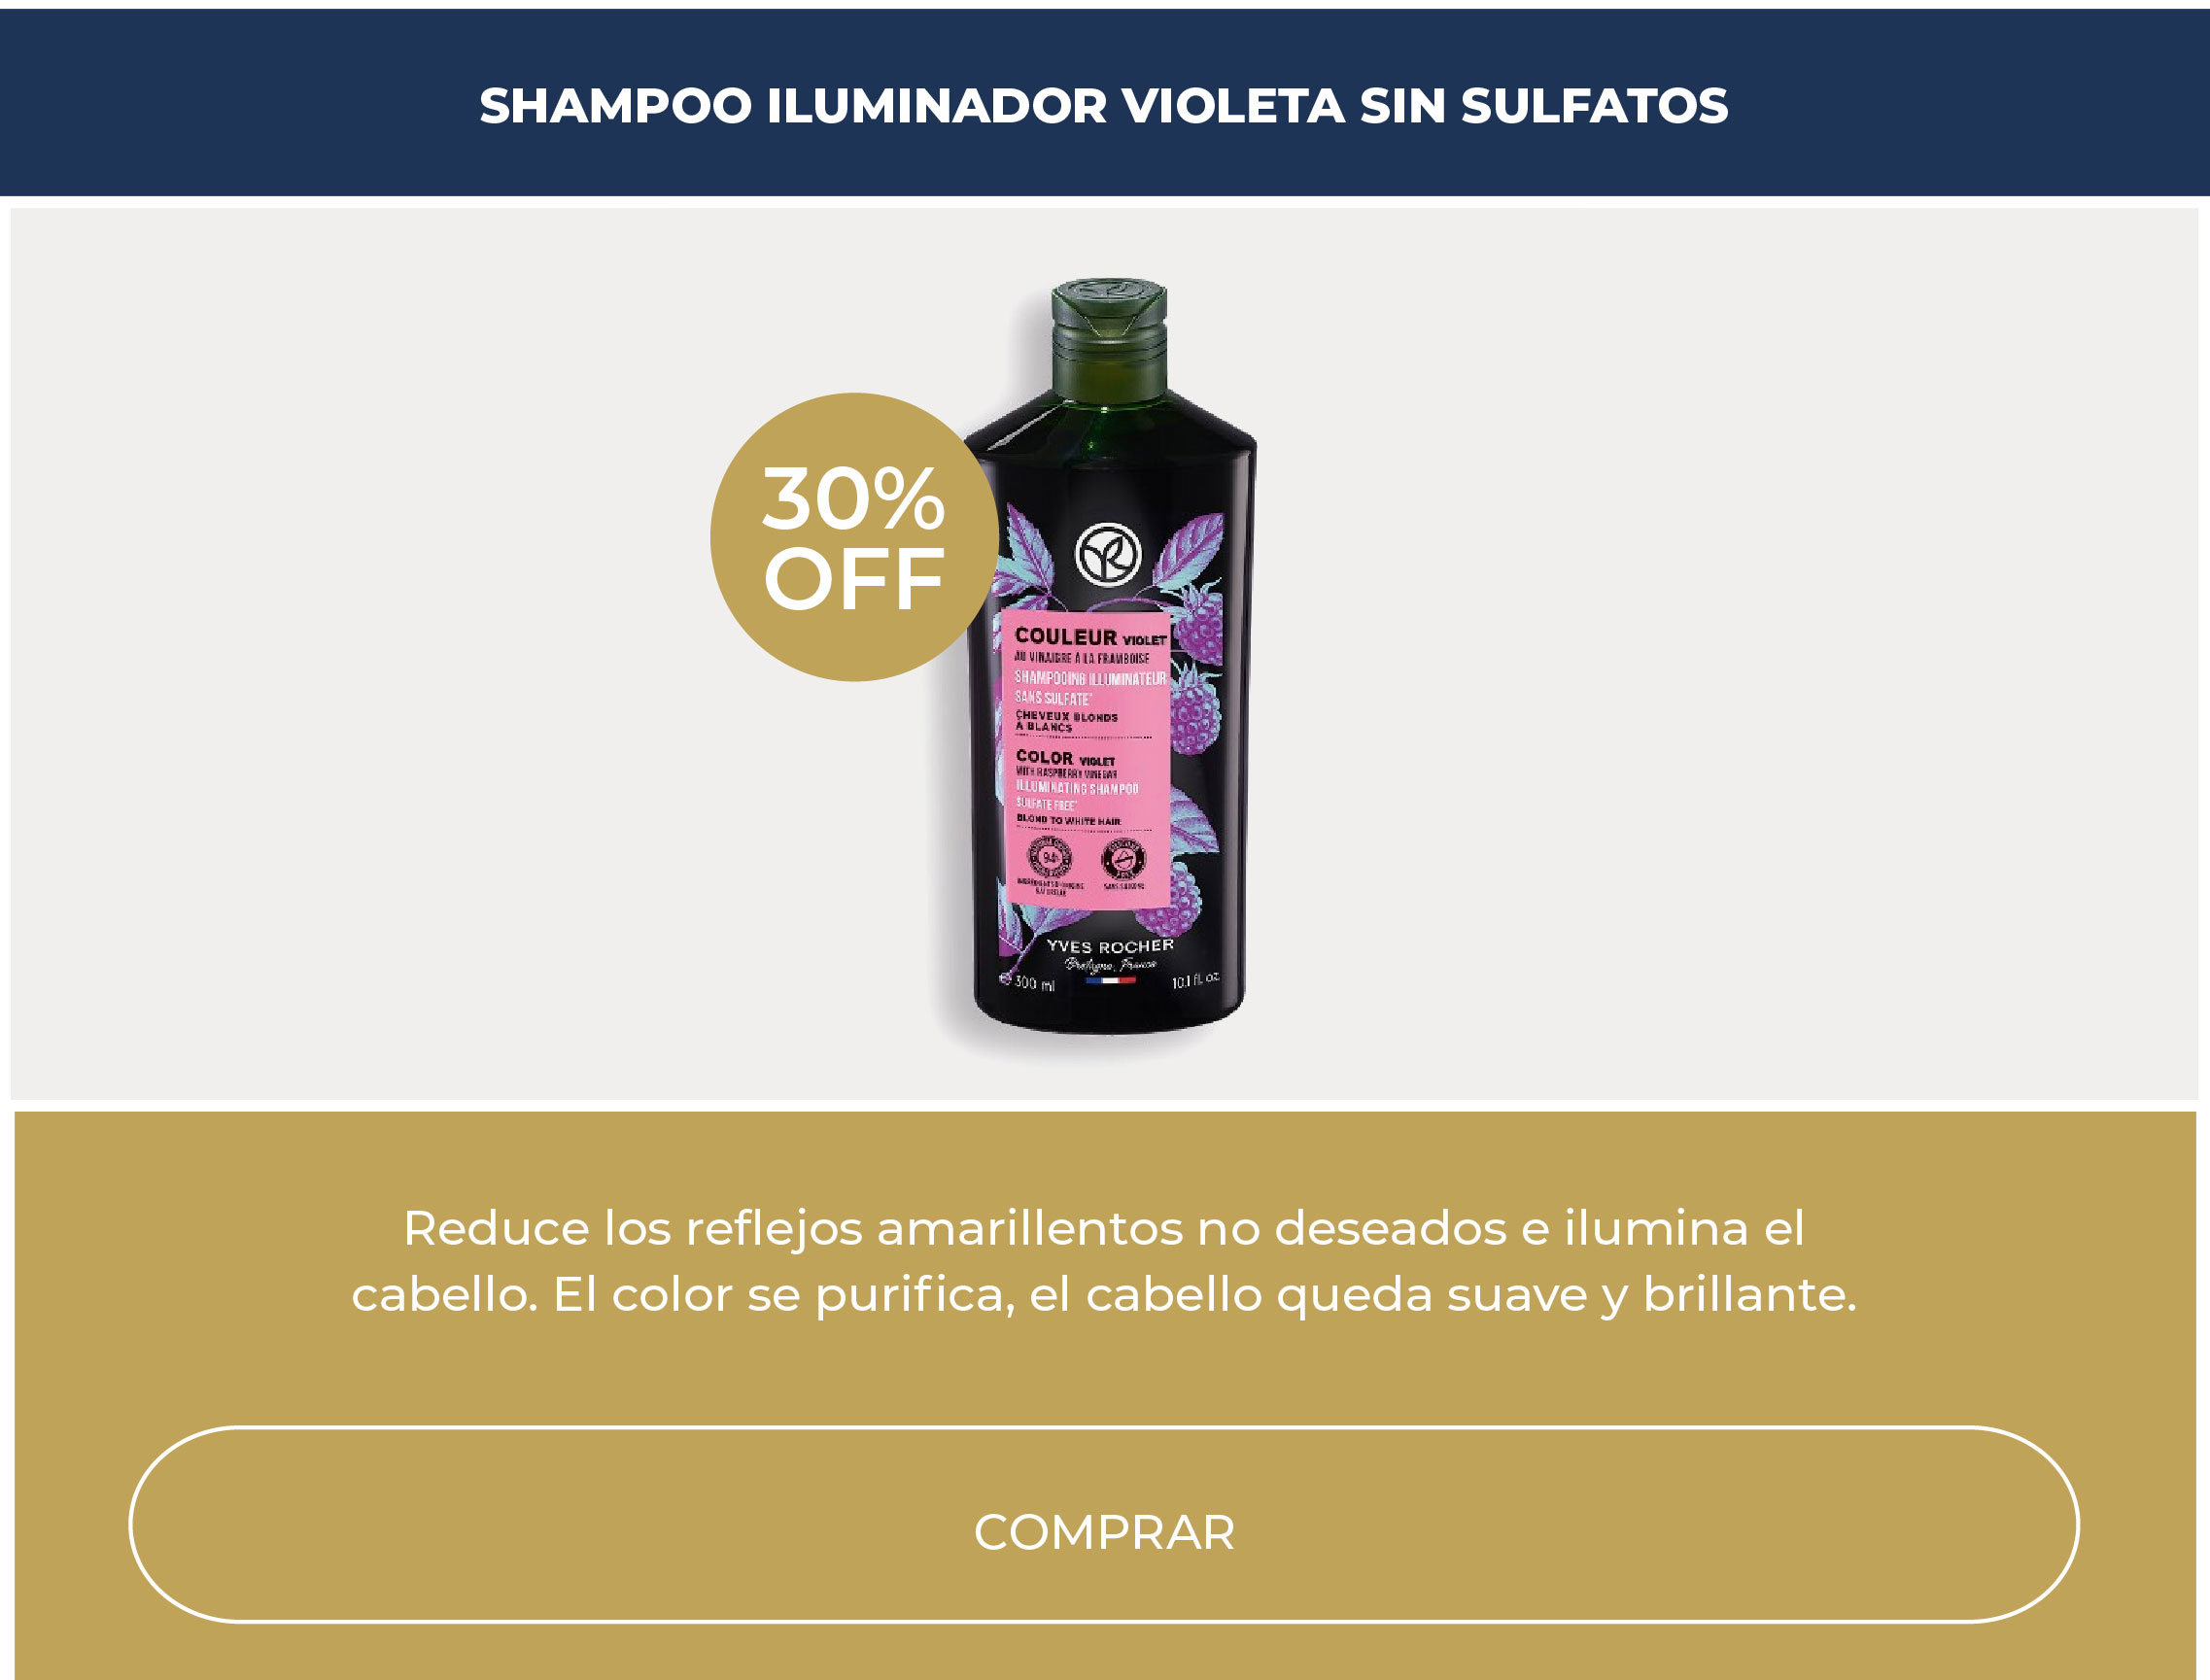 SHAMPOO ILUMINADOR VIOLETA SIN SULFATOS
30%
OFF
COULEUR VIOLET
AU VINAIGRE À LA FRAMBOISE
SHAMPOOING ILLUMINATEUR
SANS SULFATE*
CHEVEUX BLONDS
À BLANCS
COLOR VIOLET
WITH RASPBERRY VINEGAR
ILLUMINATING SHAMPOO
SULFATE FREE*
BLOND TO WHITE HAIR
94%
YVES ROCHER
Bretagne, France
300 ml
10.1 fl. oz
Reduce los reflejos amarillentos no deseados e ilumina el
cabello. El color se purifica, el cabello queda suave y brillante.
COMPRAR